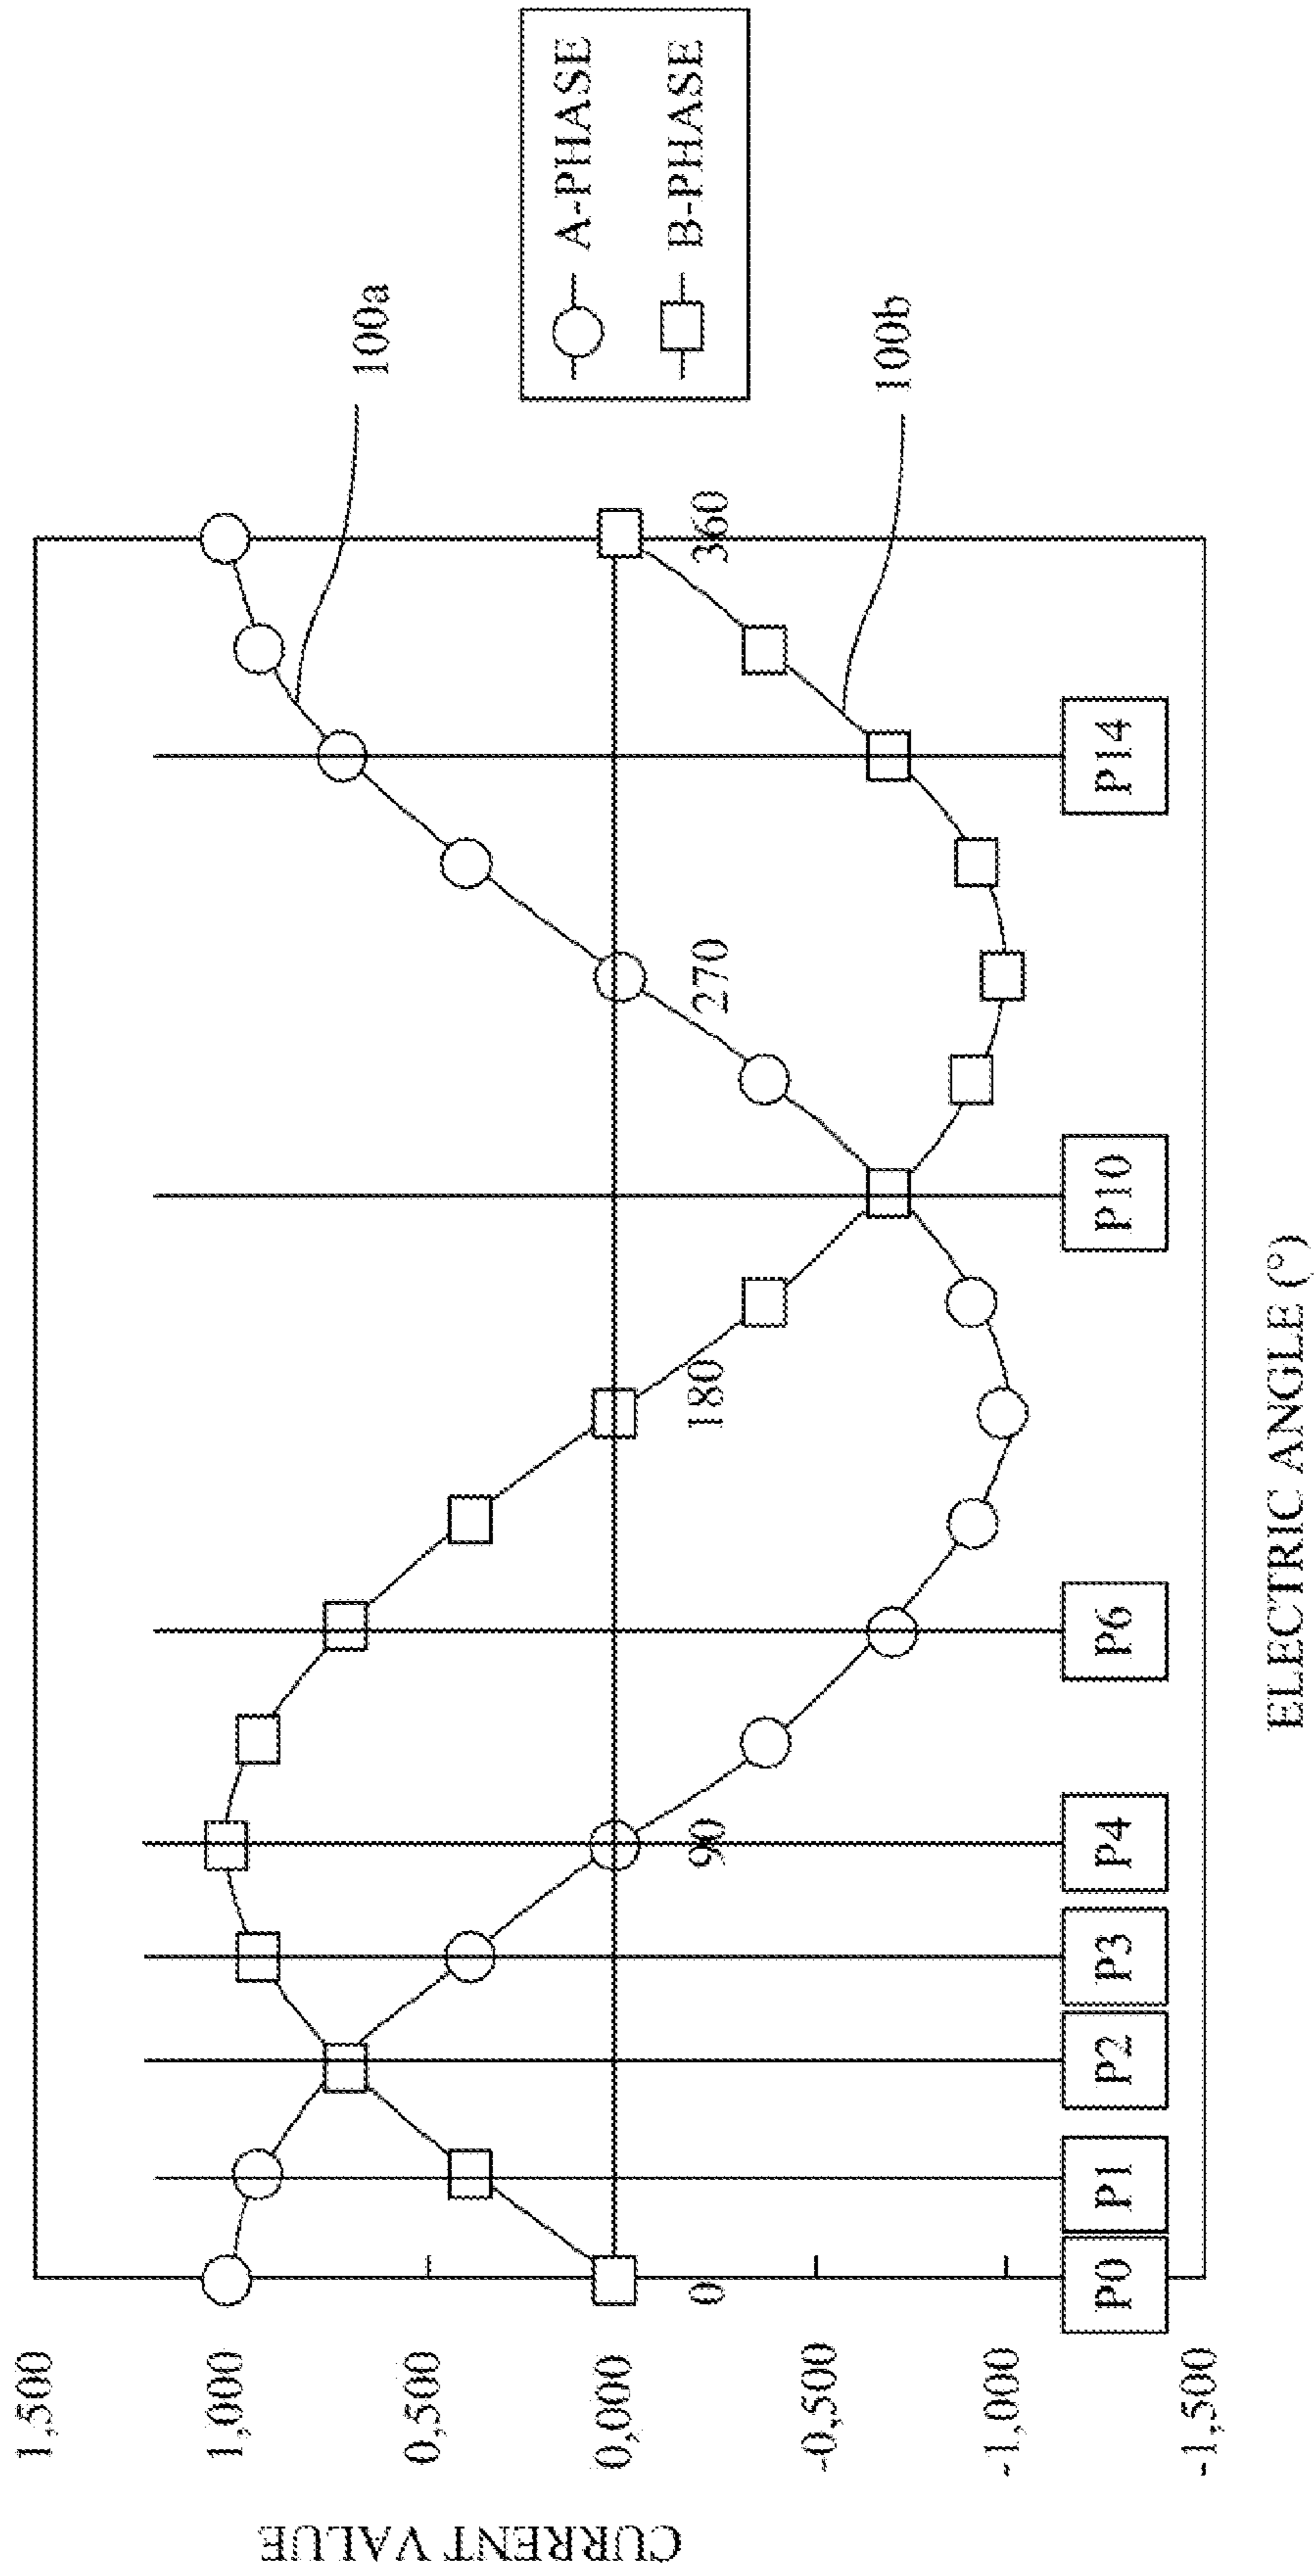 CURRENT VALUE
1,500
1,000
0,500
0,000
-0,500
-1,000
-1,500
0
90
180
270
360
P0
P1
P2
P3
P4
P6
P10
P14
ELECTRIC ANGLE (°)
100a
100b
A-PHASE
B-PHASE